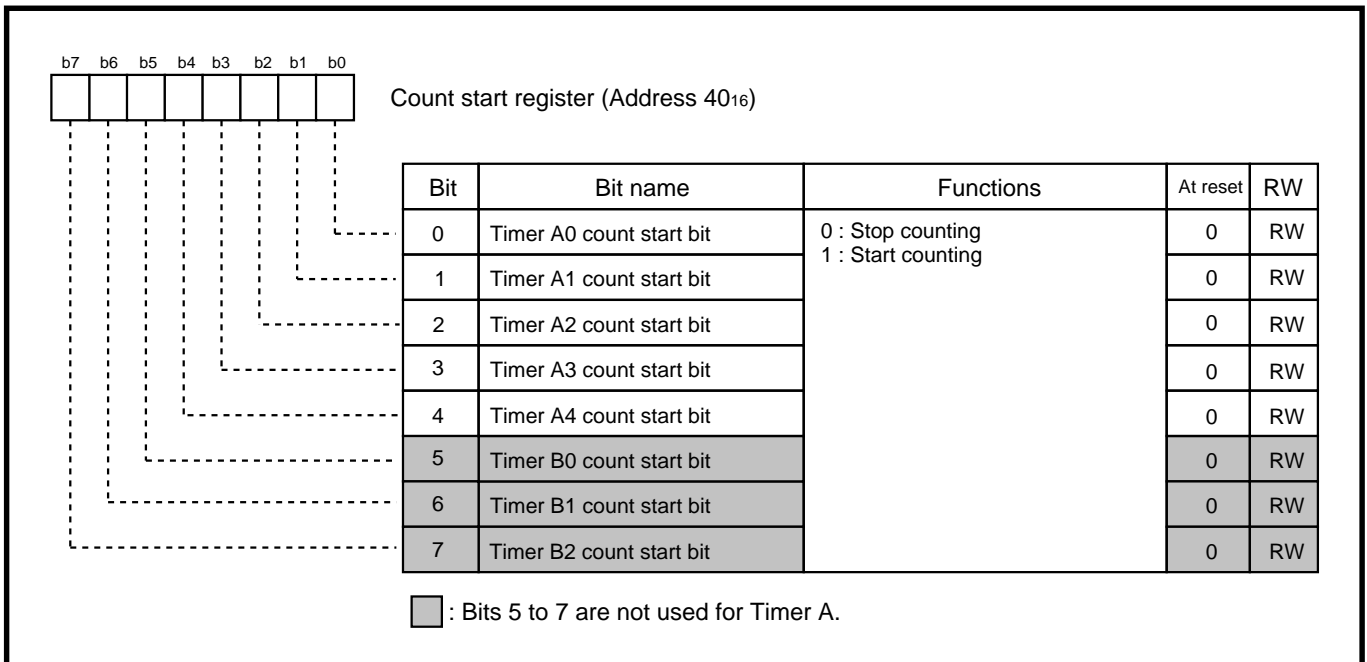 b7 b6 b5 b4 b3 b2 b1 b0
Count start register (Address 4016)
Bit Bit name Functions At reset RW
0 Timer A0 count start bit 0 : Stop counting 0 RW
1 : Start counting
1 Timer A1 count start bit 0 RW
2 Timer A2 count start bit 0 RW
3 Timer A3 count start bit 0 RW
4 Timer A4 count start bit 0 RW
5 Timer B0 count start bit 0 RW
6 Timer B1 count start bit 0 RW
7 Timer B2 count start bit 0 RW
: Bits 5 to 7 are not used for Timer A.